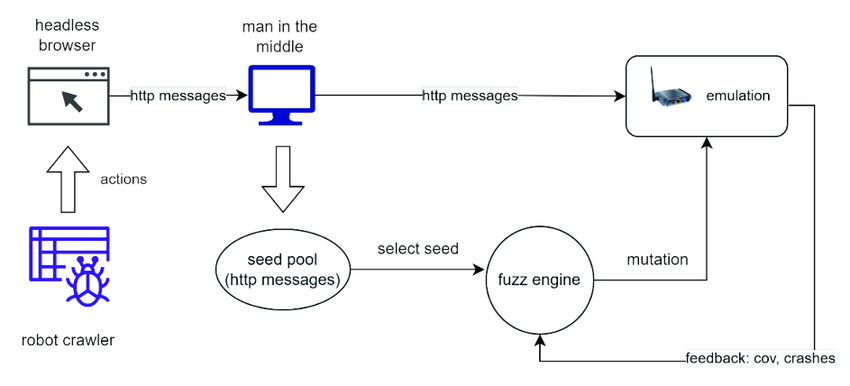 headless
browser
man in the
middle
http messages
http messages
emulation
actions
seed pool
(http messages)
select seed
fuzz engine
mutation
robot crawler
feedback: cov, crashes